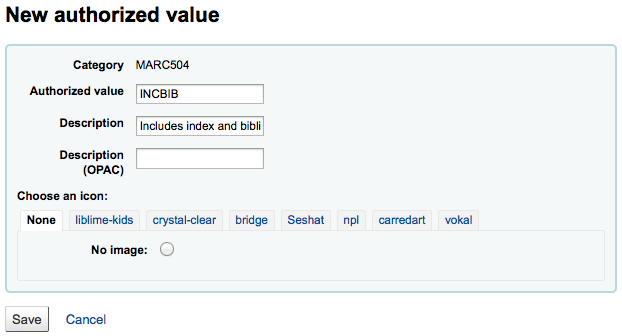 New authorized value
Category MARC504
Authorized value INCBIB
Description Includes index and bibli
Description
(OPAC)
Choose an icon:
None liblime-kids crystal-clear bridge Seshat npl carredart vokal
No image:
Save Cancel